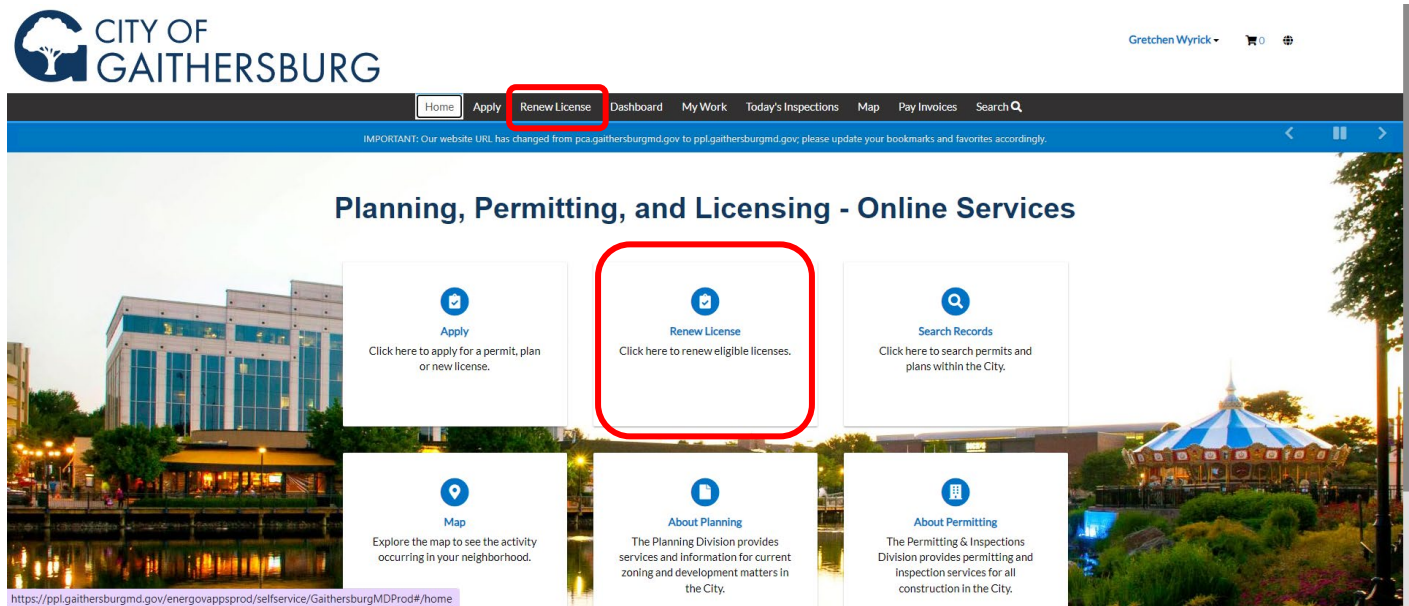 CITY OF
GAITHERSBURG
Gretchen Wyrick
0
Home Apply Renew License Dashboard My Work Today's Inspections Map Pay Invoices Search
IMPORTANT: Our website URL has changed from pca.gaithersburgmd.gov to ppl.gaithersburgmd.gov; please update your bookmarks and favorites accordingly.
Planning, Permitting, and Licensing - Online Services
Apply
Click here to apply for a permit, plan
or new license.
Renew License
Click here to renew eligible licenses.
Search Records
Click here to search permits and
plans within the City.
Map
Explore the map to see the activity
occurring in your neighborhood.
About Planning
The Planning Division provides
services and information for current
zoning and development matters in
the City.
About Permitting
The Permitting & Inspections
Division provides permitting and
inspection services for all
construction in the City.
https://ppl.gaithersburgmd.gov/energovappsprod/selfservice/GaithersburgMDProd#/home